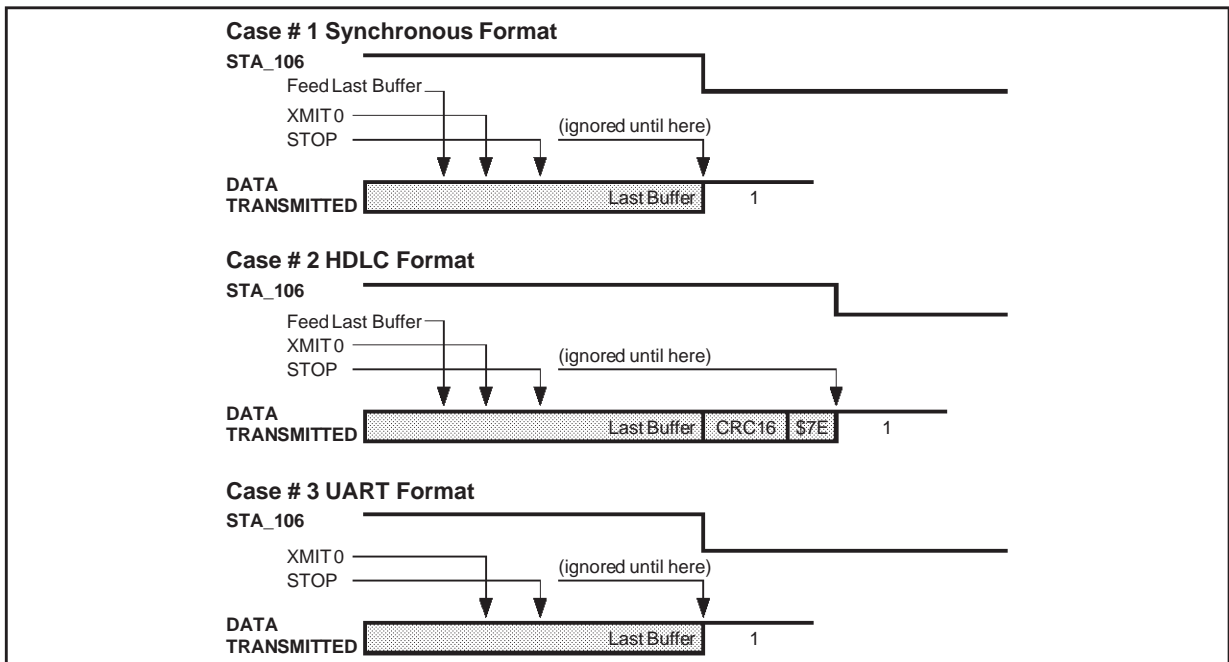 Case # 1 Synchronous Format
STA_106
Feed Last Buffer
XMIT 0
STOP
(ignored until here)
DATA
TRANSMITTED
Last Buffer
1
Case # 2 HDLC Format
STA_106
Feed Last Buffer
XMIT 0
STOP
(ignored until here)
DATA
TRANSMITTED
Last Buffer
CRC16
$7E
1
Case # 3 UART Format
STA_106
XMIT 0
STOP
(ignored until here)
DATA
TRANSMITTED
Last Buffer
1